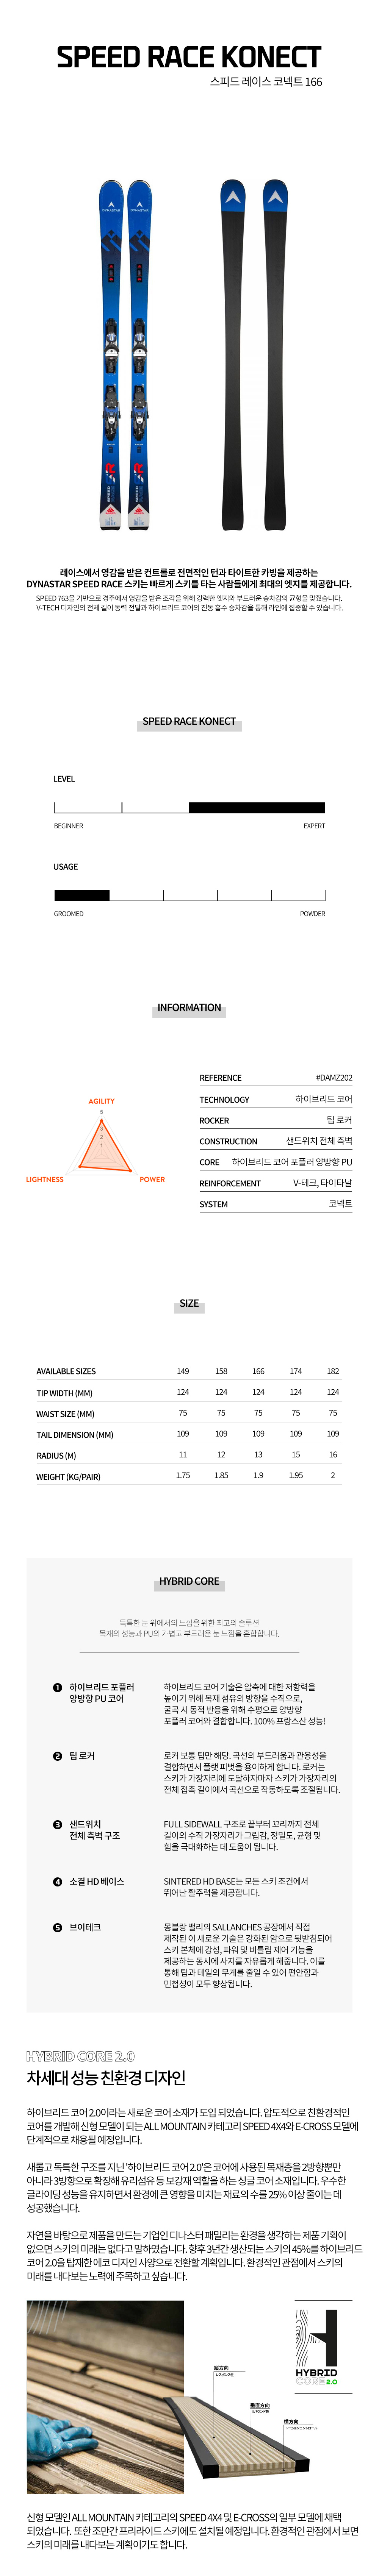 SPEED RACE KONECT
스피드 레이스 코넥트 166
DYNASTAR DYNASTAR
레이스에서 영감을 받은 컨트롤로 전면적인 턴과 타이트한 카빙을 제공하는
DYNASTAR SPEED RACE 스키는 빠르게 스키를 타는 사람들에게 최대의 엣지를 제공합니다.
SPEED 763을 기반으로 경주에서 영감을 받은 조각을 위해 강력한 엣지와 부드러운 승차감의 균형을 맞췄습니다.
V-TECH 디자인의 전체 길이 동력 전달과 하이브리드 코어의 진동 흡수 승차감을 통해 라인에 집중할 수 있습니다.
SPEED RACE KONECT
LEVEL
BEGINNER EXPERT
USAGE
GROOMED POWDER
INFORMATION
AGILITY
5
3
2
1
LIGHTNESS POWER
REFERENCE #DAMZ202
TECHNOLOGY 하이브리드 코어
ROCKER 팁 로커
CONSTRUCTION 샌드위치 전체 측벽
CORE 하이브리드 코어 포플러 양방향 PU
REINFORCEMENT V-테크, 타이타날
SYSTEM 코넥트
SIZE
AVAILABLE SIZES 149 158 166 174 182
TIP WIDTH (MM) 124 124 124 124 124
WAIST SIZE (MM) 75 75 75 75 75
TAIL DIMENSION (MM) 109 109 109 109 109
RADIUS (M) 11 12 13 15 16
WEIGHT (KG/PAIR) 1.75 1.85 1.9 1.95 2
HYBRID CORE
독특한 눈 위에서의 느낌을 위한 최고의 솔루션
목재의 성능과 PU의 가볍고 부드러운 눈 느낌을 혼합합니다.
1 하이브리드 포플러
양방향 PU 코어
하이브리드 코어 기술은 압축에 대한 저항력을
높이기 위해 목재 섬유의 방향을 수직으로,
굴곡 시 동적 반응을 위해 수평으로 양방향
포플러 코어와 결합합니다. 100% 프랑스산 성능!
2 팁 로커
로커 보통 팁만 해당. 곡선의 부드러움과 관용성을
결합하면서 플랫 피벗을 용이하게 합니다. 로커는
스키가 가장자리에 도달하자마자 스키가 가장자리의
전체 접촉 길이에서 곡선으로 작동하도록 조절됩니다.
3 샌드위치
전체 측벽 구조
FULL SIDEWALL 구조로 끝부터 꼬리까지 전체
길이의 수직 가장자리가 그립감, 정밀도, 균형 및
힘을 극대화하는 데 도움이 됩니다.
4 소결 HD 베이스
SINTERED HD BASE는 모든 스키 조건에서
뛰어난 활주력을 제공합니다.
5 브이테크
몽블랑 밸리의 SALLANCHES 공장에서 직접
제작된 이 새로운 기술은 강화된 암으로 뒷받침되어
스키 본체에 강성, 파워 및 비틀림 제어 기능을
제공하는 동시에 사지를 자유롭게 해줍니다. 이를
통해 팁과 테일의 무게를 줄일 수 있어 편안함과
민첩성이 모두 향상됩니다.
HYBRID CORE 2.0
차세대 성능 친환경 디자인
하이브리드 코어 2.0이라는 새로운 코어 소재가 도입 되었습니다. 압도적으로 친환경적인
코어를 개발해 신형 모델이 되는 ALL MOUNTAIN 카테고리 SPEED 4X4와 E-CROSS 모델에
단계적으로 채용될 예정입니다.
새롭고 독특한 구조를 지닌 '하이브리드 코어 2.0'은 코어에 사용된 목재층을 2방향뿐만
아니라 3방향으로 확장해 유리섬유 등 보강재 역할을 하는 싱글 코어 소재입니다. 우수한
글라이딩 성능을 유지하면서 환경에 큰 영향을 미치는 재료의 수를 25% 이상 줄이는 데
성공했습니다.
자연을 바탕으로 제품을 만드는 기업인 디나스터 패밀리는 환경을 생각하는 제품 기획이
없으면 스키의 미래는 없다고 말하였습니다. 향후 3년간 생산되는 스키의 45%를 하이브리드
코어 2.0을 탑재한 에코 디자인 사양으로 전환할 계획입니다. 환경적인 관점에서 스키의
미래를 내다보는 노력에 주목하고 싶습니다.
HYBRID
CORE 2.0
縦方向
レスポンス性
垂直方向
リバウンド性
横方向
トーションコントロール
신형 모델인 ALL MOUNTAIN 카테고리의 SPEED 4X4 및 E-CROSS의 일부 모델에 채택
되었습니다. 또한 조만간 프리라이드 스키에도 설치될 예정입니다. 환경적인 관점에서 보면
스키의 미래를 내다보는 계획이기도 합니다.